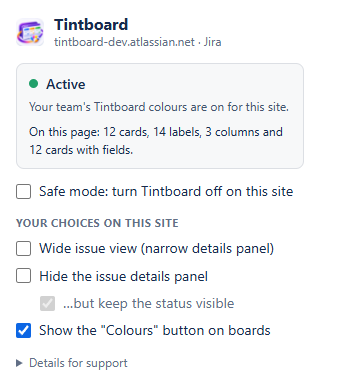 Tintboard
tintboard-dev.atlassian.net · Jira
Active
Your team's Tintboard colours are on for this site.
On this page: 12 cards, 14 labels, 3 columns and
12 cards with fields.
Safe mode: turn Tintboard off on this site
YOUR CHOICES ON THIS SITE
Wide issue view (narrow details panel)
Hide the issue details panel
...but keep the status visible
Show the "Colours" button on boards
Details for support